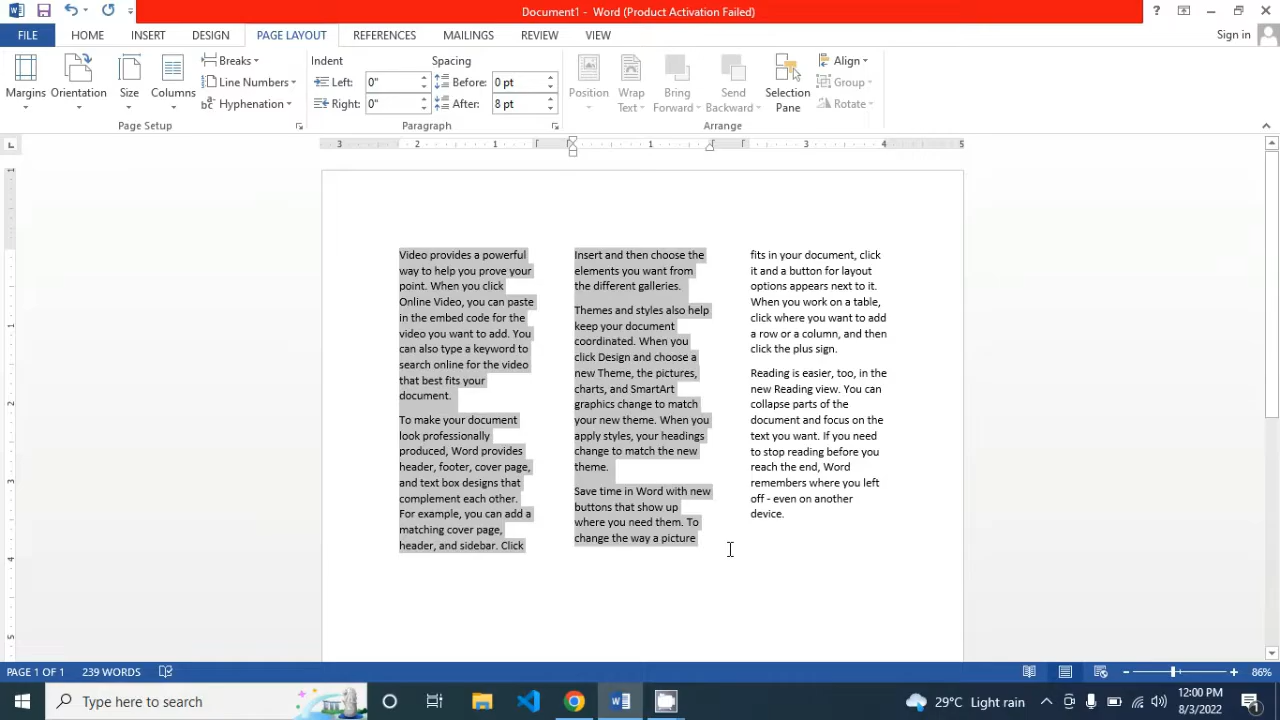 Document1 - Word (Product Activation Failed)
?
FILE HOME INSERT DESIGN PAGE LAYOUT REFERENCES MAILINGS REVIEW VIEW Sign in
Margins
Orientation
Size
Columns
Breaks
Line Numbers
Hyphenation
Page Setup
Indent
Left: 0"
Right: 0"
Spacing
Before: 0 pt
After: 8 pt
Paragraph
Position
Wrap
Text
Bring
Forward
Send
Backward
Selection
Pane
Align
Group
Rotate
Arrange
3 2 1 1 2 3 4 5
1
1
2
3
4
5
Video provides a powerful
way to help you prove your
point. When you click
Online Video, you can paste
in the embed code for the
video you want to add. You
can also type a keyword to
search online for the video
that best fits your
document.
To make your document
look professionally
produced, Word provides
header, footer, cover page,
and text box designs that
complement each other.
For example, you can add a
matching cover page,
header, and sidebar. Click
Insert and then choose the
elements you want from
the different galleries.
Themes and styles also help
keep your document
coordinated. When you
click Design and choose a
new Theme, the pictures,
charts, and SmartArt
graphics change to match
your new theme. When you
apply styles, your headings
change to match the new
theme.
Save time in Word with new
buttons that show up
where you need them. To
change the way a picture
fits in your document, click
it and a button for layout
options appears next to it.
When you work on a table,
click where you want to add
a row or a column, and then
click the plus sign.
Reading is easier, too, in the
new Reading view. You can
collapse parts of the
document and focus on the
text you want. If you need
to stop reading before you
reach the end, Word
remembers where you left
off - even on another
device.
PAGE 1 OF 1 239 WORDS 86%
Type here to search
29°C Light rain
12:00 PM
8/3/2022
1